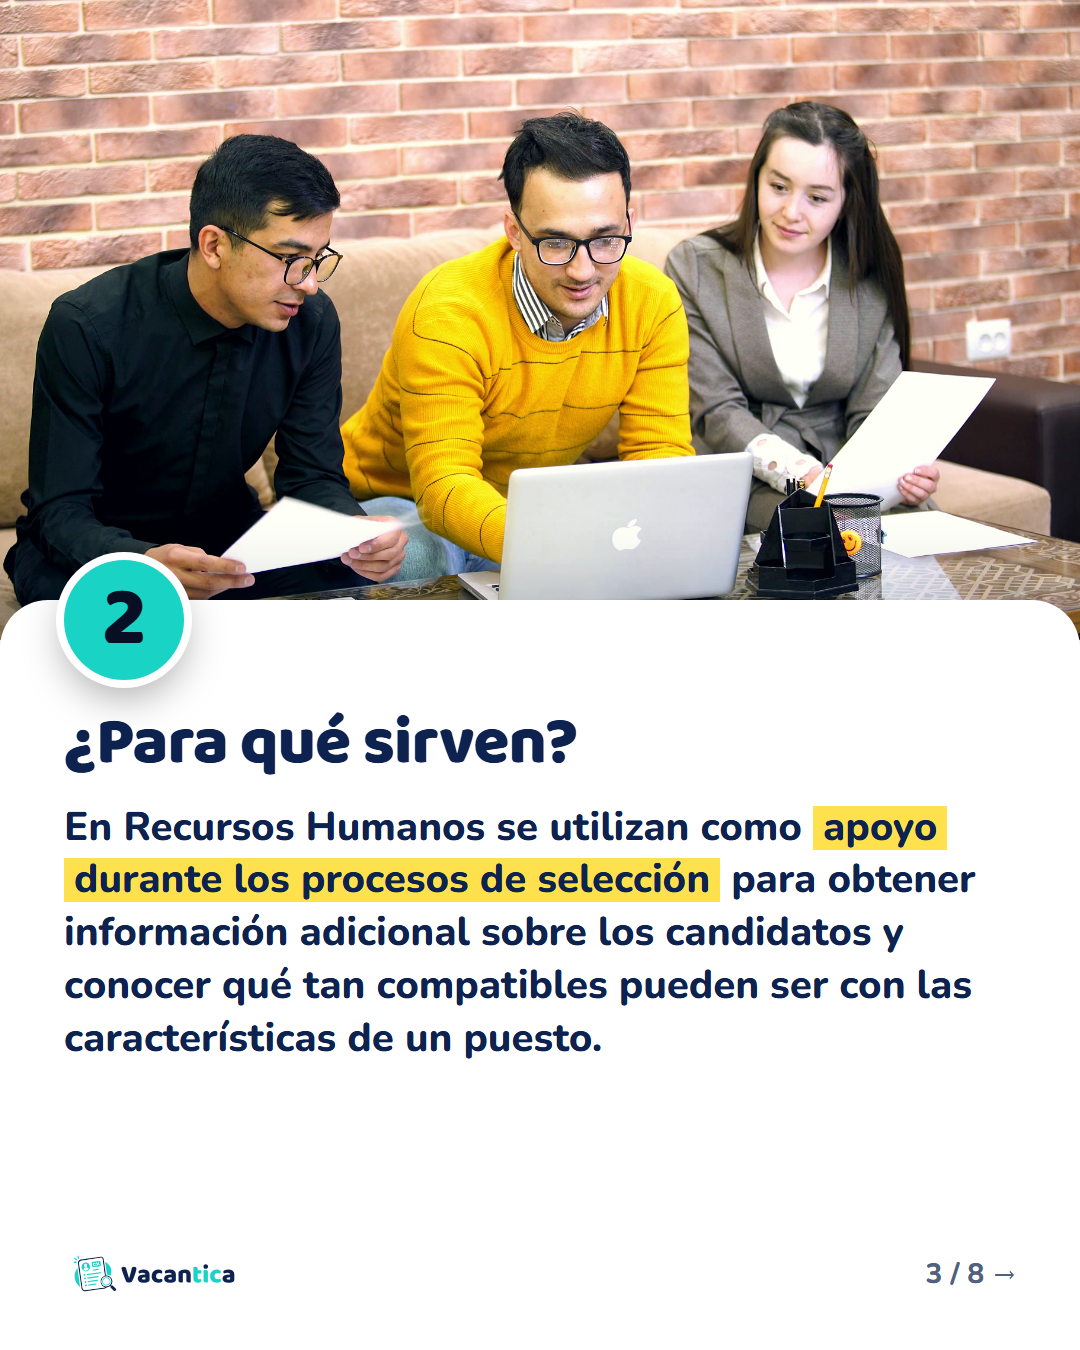 2
¿Para qué sirven?
En Recursos Humanos se utilizan como apoyo
durante los procesos de selección para obtener
información adicional sobre los candidatos y
conocer qué tan compatibles pueden ser con las
características de un puesto.
Vacantica
3 / 8 →